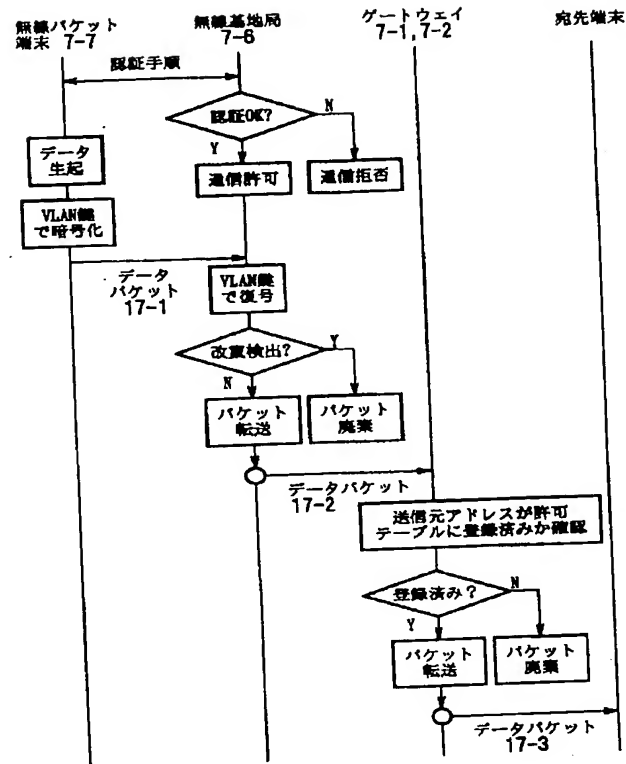 無線パケット
端末 7-7
無線基地局
7-6
ゲートウェイ
7-1, 7-2
宛先端末
認証手順
認証OK?
N
Y
データ
生起
通信許可
通信拒否
VLAN鍵
で暗号化
データ
パケット
17-1
VLAN鍵
で復号
改竄検出?
Y
N
パケット
転送
パケット
廃棄
データパケット
17-2
送信元アドレスが許可
テーブルに登録済みか確認
登録済み?
N
Y
パケット
転送
パケット
廃棄
データパケット
17-3